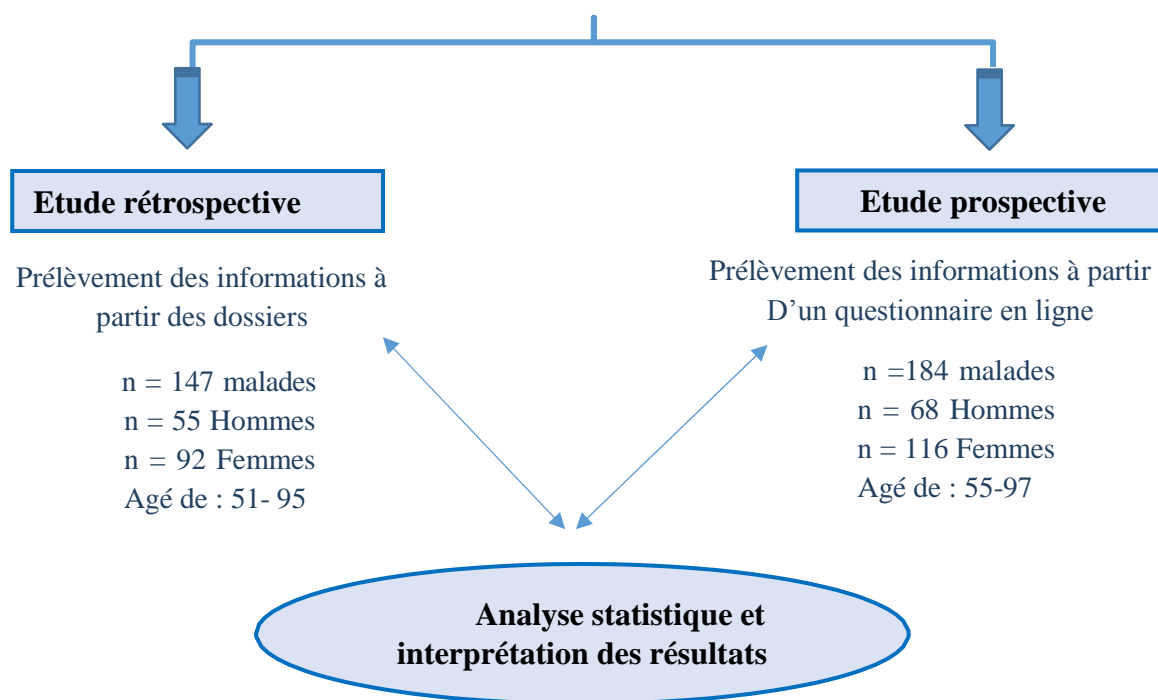 Etude rétrospective
Prélèvement des informations à
partir des dossiers
n = 147 malades
n = 55 Hommes
n = 92 Femmes
Agé de : 51- 95
Etude prospective
Prélèvement des informations à partir
D’un questionnaire en ligne
n =184 malades
n = 68 Hommes
n = 116 Femmes
Agé de : 55-97
Analyse statistique et
interprétation des résultats